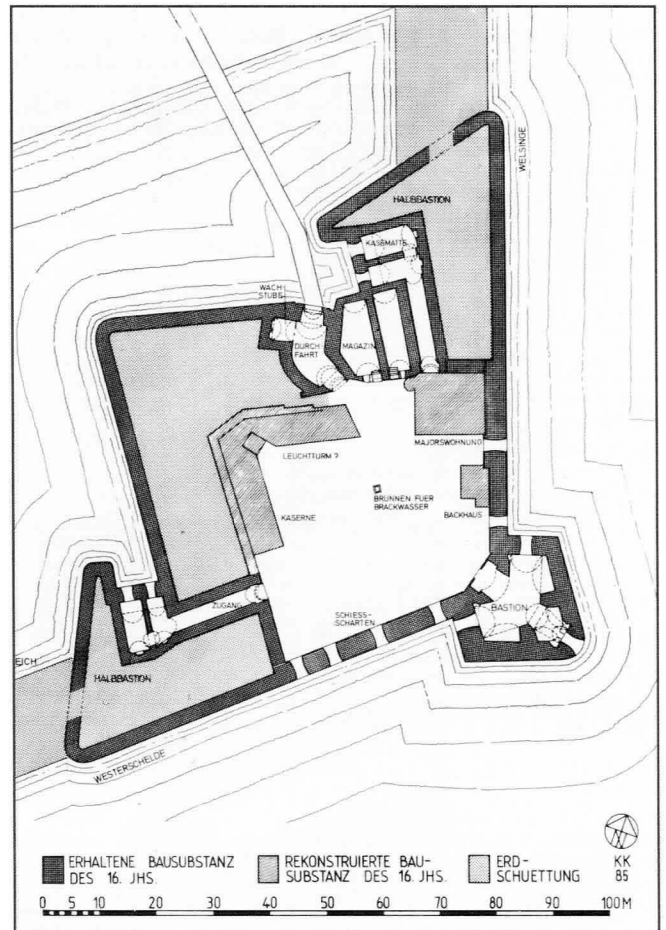 WELSINGE
HALBBASTION
KASEMATTE
WACH
STUBE
DURCH
FAHRT
MAGAZIN
MAJORSWOHNUNG
LEUCHTTURM ?
BRUNNEN FUER
BRACKWASSER
BACKHAUS
KASERNE
ZUGANG
SCHIESS-
SCHARTEN
BASTION
EICH
HALBBASTION
WESTERSCHELDE
ERHALTENE BAUSUBSTANZ
DES 16. JHS.
REKONSTRUIERTE BAU-
SUBSTANZ DES 16. JHS.
ERD-
SCHUETTUNG
KK
85
0 5 10 20 30 40 50 60 70 80 90 100 M